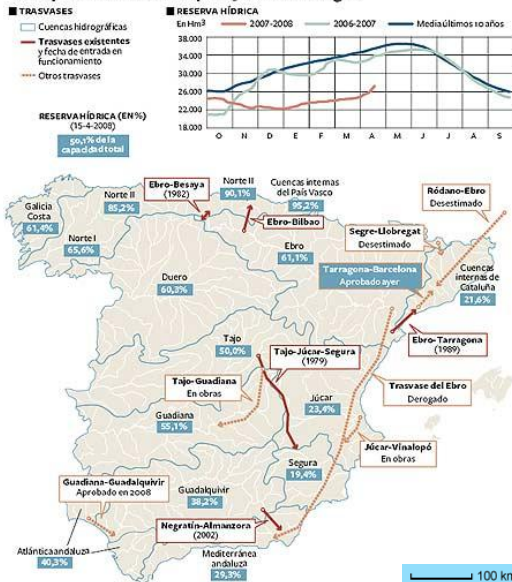 ■ TRASVASES
Cuencas hidrográficas
Trasvases existentes
y fecha de entrada en
funcionamiento
Otros trasvases
RESERVA HÍDRICA (EN %)
(15-4-2008)
50,1% de la
capacidad total
■ RESERVA HÍDRICA
En Hm3
2007-2008
2006-2007
Media últimos 10 años
38.000
34.000
30.000
26.000
22.000
18.000
O N D E F M A M J J A S
Galicia
Costa
61,4%
Norte II
85,2%
Norte I
65,6%
Ebro-Besaya
(1982)
Norte II
90,1%
Cuencas internas
del País Vasco
95,2%
Ebro-Bilbao
Ródano-Ebro
Desestimado
Segre-Llobregat
Desestimado
Ebro
61,1%
Tarragona-Barcelona
Aprobado ayer
Cuencas
internas de
Cataluña
21,6%
Duero
60,3%
Ebro-Tarragona
(1989)
Tajo
50,0%
Tajo-Júcar-Segura
(1979)
Tajo-Guadiana
En obras
Trasvase del Ebro
Derogado
Júcar
23,4%
Guadiana
55,1%
Júcar-Vinalopó
En obras
Segura
19,4%
Guadiana-Guadalquivir
Aprobado en 2008
Guadalquivir
38,2%
Negratín-Almanzora
(2002)
Atlántica andaluza
40,3%
Mediterránea
andaluza
29,3%
100 km